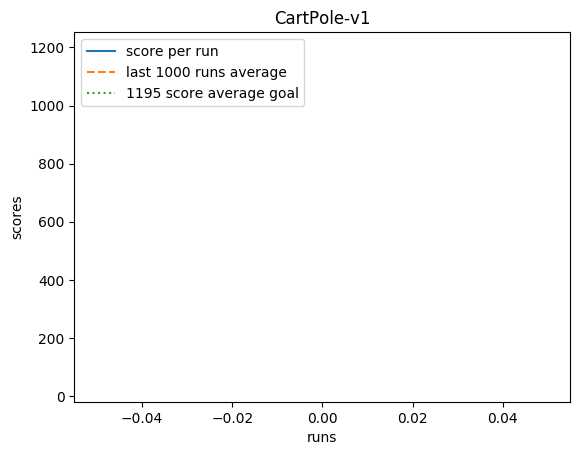 CartPole-v1
score per run
last 1000 runs average
1195 score average goal
1200
1000
800
600
400
200
0
scores
−0.04
−0.02
0.00
0.02
0.04
runs